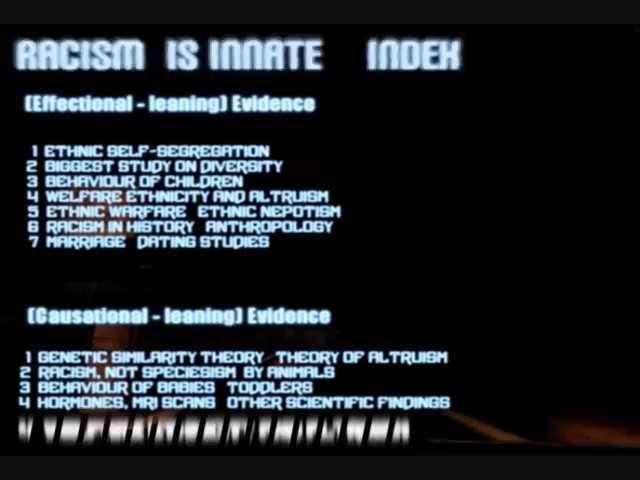 RACISM IS INNATE INDEX
(Effectional - leaning) Evidence
1 ETHNIC SELF-SEGREGATION
2 BIGGEST STUDY ON DIVERSITY
3 BEHAVIOUR OF CHILDREN
4 WELFARE ETHNICITY AND ALTRUISM
5 ETHNIC WARFARE ETHNIC NEPOTISM
6 RACISM IN HISTORY ANTHROPOLOGY
7 MARRIAGE DATING STUDIES
(Causational - leaning) Evidence
1 GENETIC SIMILARITY THEORY THEORY OF ALTRUISM
2 RACISM, NOT SPECIESISM BY ANIMALS
3 BEHAVIOUR OF BABIES TODDLERS
4 HORMONES, MRI SCANS OTHER SCIENTIFIC FINDINGS